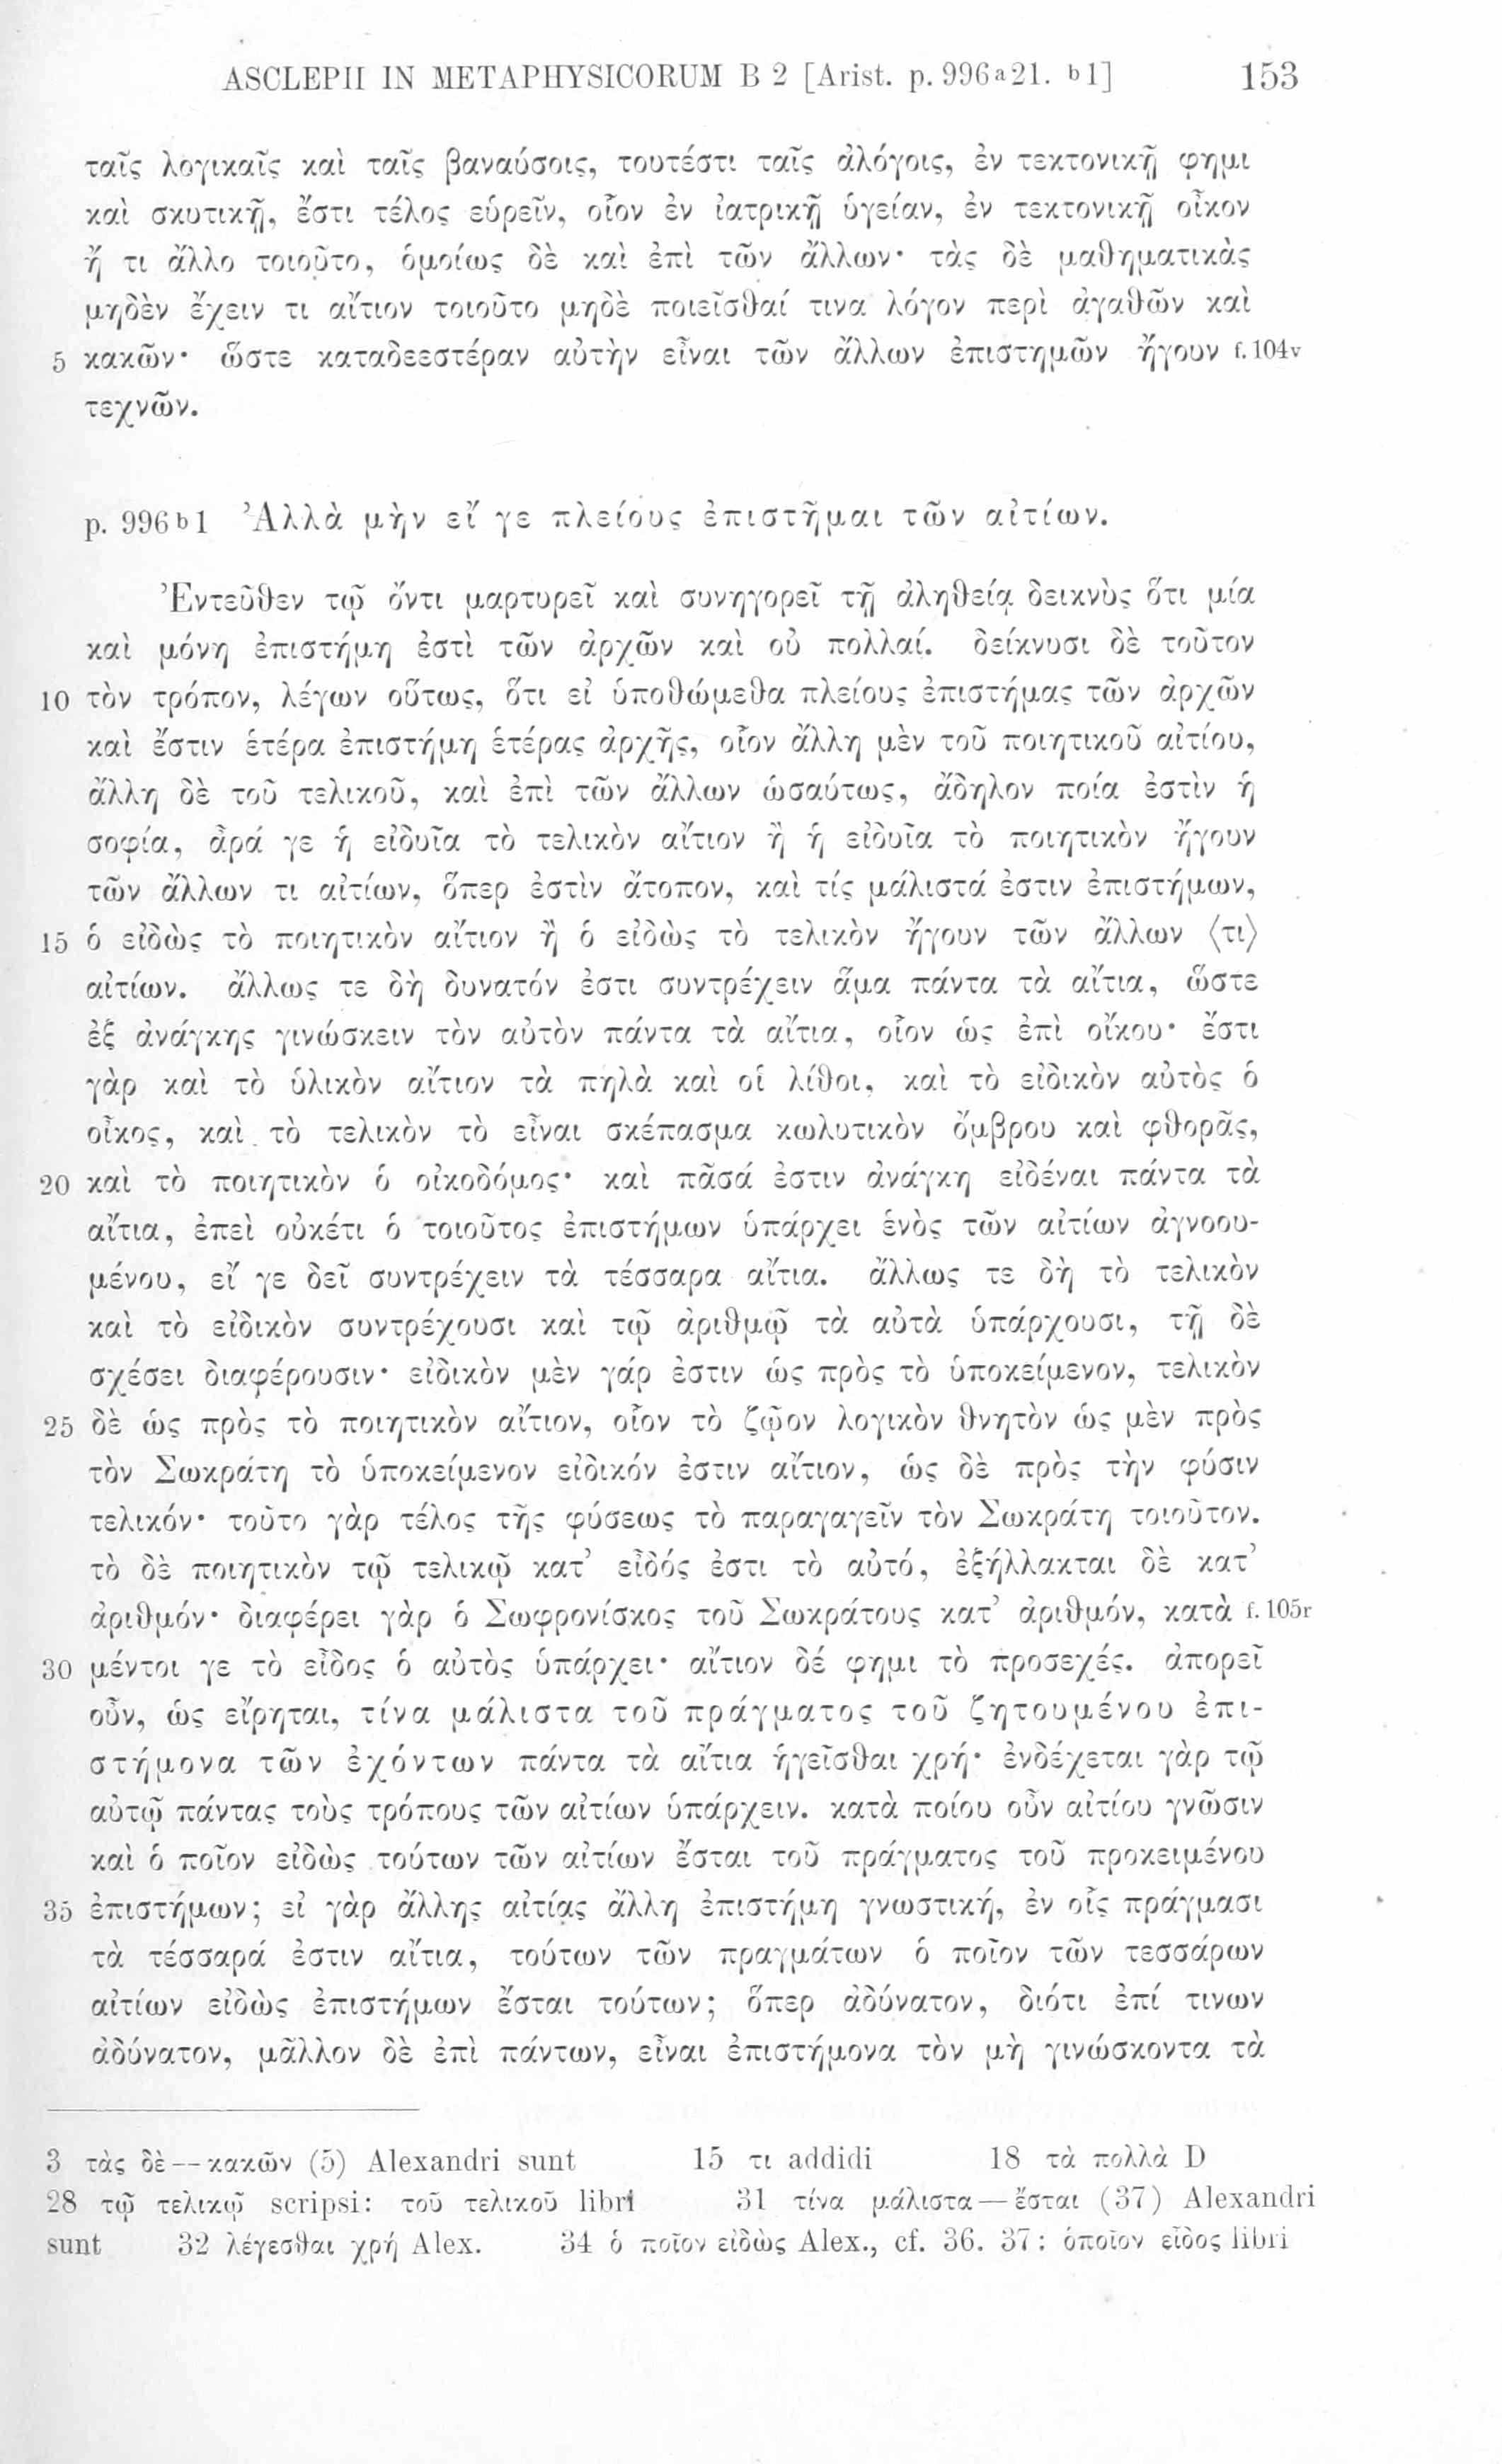 ASCLEPII IN METAPHYSICORUM B 2 [Arist. p. 996a21. b1] 153
ταῖς λογικαῖς καὶ ταῖς βαναύσοις, τουτέστι ταῖς ἀλόγοις, ἐν τεκτονικῇ φημι
καὶ σκυτικῇ, ἔστι τέλος εὑρεῖν, οἷον ἐν ἰατρικῇ ὑγείαν, ἐν τεκτονικῇ οἶκον
ἤ τι ἄλλο τοιοῦτο, ὁμοίως δὲ καὶ ἐπὶ τῶν ἄλλων· τὰς δὲ μαθηματικὰς
μηδὲν ἔχειν τι αἴτιον τοιοῦτο μηδὲ ποιεῖσθαί τινα λόγον περὶ ἀγαθῶν καὶ
5 κακῶν· ὥστε καταδεεστέραν αὐτὴν εἶναι τῶν ἄλλων ἐπιστημῶν ἤγουν f. 104v
τεχνῶν.
p. 996b1 Ἀλλὰ μὴν εἴ γε πλείους ἐπιστῆμαι τῶν αἰτίων.
Ἐντεῦθεν τῷ ὄντι μαρτυρεῖ καὶ συνηγορεῖ τῇ ἀληθείᾳ δεικνὺς ὅτι μία
καὶ μόνη ἐπιστήμη ἐστὶ τῶν ἀρχῶν καὶ οὐ πολλαί. δείκνυσι δὲ τοῦτον
10 τὸν τρόπον, λέγων οὕτως, ὅτι εἰ ὑποθώμεθα πλείους ἐπιστήμας τῶν ἀρχῶν
καὶ ἔστιν ἑτέρα ἐπιστήμη ἑτέρας ἀρχῆς, οἷον ἄλλη μὲν τοῦ ποιητικοῦ αἰτίου,
ἄλλη δὲ τοῦ τελικοῦ, καὶ ἐπὶ τῶν ἄλλων ὡσαύτως, ἄδηλον ποία ἐστὶν ἡ
σοφία, ἆρά γε ἡ εἰδυῖα τὸ τελικὸν αἴτιον ἢ ἡ εἰδυῖα τὸ ποιητικὸν ἤγουν
τῶν ἄλλων τι αἰτίων, ὅπερ ἐστὶν ἄτοπον, καὶ τίς μάλιστά ἐστιν ἐπιστήμων,
15 ὁ εἰδὼς τὸ ποιητικὸν αἴτιον ἢ ὁ εἰδὼς τὸ τελικὸν ἤγουν τῶν ἄλλων ⟨τι⟩
αἰτίων. ἄλλως τε δὴ δυνατόν ἐστι συντρέχειν ἅμα πάντα τὰ αἴτια, ὥστε
ἐξ ἀνάγκης γινώσκειν τὸν αὐτὸν πάντα τὰ αἴτια, οἷον ὡς ἐπὶ οἴκου· ἔστι
γὰρ καὶ τὸ ὑλικὸν αἴτιον τὰ πηλὰ καὶ οἱ λίθοι, καὶ τὸ εἰδικὸν αὐτὸς ὁ
οἶκος, καὶ τὸ τελικὸν τὸ εἶναι σκέπασμα κωλυτικὸν ὄμβρου καὶ φθορᾶς,
20 καὶ τὸ ποιητικὸν ὁ οἰκοδόμος· καὶ πᾶσά ἐστιν ἀνάγκη εἰδέναι πάντα τὰ
αἴτια, ἐπεὶ οὐκέτι ὁ τοιοῦτος ἐπιστήμων ὑπάρχει ἑνὸς τῶν αἰτίων ἀγνοου-
μένου, εἴ γε δεῖ συντρέχειν τὰ τέσσαρα αἴτια. ἄλλως τε δὴ τὸ τελικὸν
καὶ τὸ εἰδικὸν συντρέχουσι καὶ τῷ ἀριθμῷ τὰ αὐτὰ ὑπάρχουσι, τῇ δὲ
σχέσει διαφέρουσιν· εἰδικὸν μὲν γάρ ἐστιν ὡς πρὸς τὸ ὑποκείμενον, τελικὸν
25 δὲ ὡς πρὸς τὸ ποιητικὸν αἴτιον, οἷον τὸ ζῷον λογικὸν θνητὸν ὡς μὲν πρὸς
τὸν Σωκράτη τὸ ὑποκείμενον εἰδικόν ἐστιν αἴτιον, ὡς δὲ πρὸς τὴν φύσιν
τελικόν· τοῦτο γὰρ τέλος τῆς φύσεως τὸ παραγαγεῖν τὸν Σωκράτη τοιοῦτον.
τὸ δὲ ποιητικὸν τῷ τελικῷ κατ’ εἶδός ἐστι τὸ αὐτό, ἐξήλλακται δὲ κατ’
ἀριθμόν· διαφέρει γὰρ ὁ Σωφρονίσκος τοῦ Σωκράτους κατ’ ἀριθμόν, κατὰ f. 105r
30 μέντοι γε τὸ εἶδος ὁ αὐτὸς ὑπάρχει· αἴτιον δέ φημι τὸ προσεχές. ἀπορεῖ
οὖν, ὡς εἴρηται, τίνα μάλιστα τοῦ πράγματος τοῦ ζητουμένου ἐπι-
στήμονα τῶν ἐχόντων πάντα τὰ αἴτια ἡγεῖσθαι χρή· ἐνδέχεται γὰρ τῷ
αὐτῷ πάντας τοὺς τρόπους τῶν αἰτίων ὑπάρχειν. κατὰ ποίου οὖν αἰτίου γνῶσιν
καὶ ὁ ποῖον εἰδὼς τούτων τῶν αἰτίων ἔσται τοῦ πράγματος τοῦ προκειμένου
35 ἐπιστήμων; εἰ γὰρ ἄλλης αἰτίας ἄλλη ἐπιστήμη γνωστική, ἐν οἷς πράγμασι
τὰ τέσσαρά ἐστιν αἴτια, τούτων τῶν πραγμάτων ὁ ποῖον τῶν τεσσάρων
αἰτίων εἰδὼς ἐπιστήμων ἔσται τούτων; ὅπερ ἀδύνατον, διότι ἐπί τινων
ἀδύνατον, μᾶλλον δὲ ἐπὶ πάντων, εἶναι ἐπιστήμονα τὸν μὴ γινώσκοντα τὰ
3 τὰς δὲ—κακῶν (5) Alexandri sunt 15 τι addidi 18 τὰ πολλὰ D
28 τῷ τελικῷ scripsi: τοῦ τελικοῦ libri 31 τίνα μάλιστα—ἔσται (37) Alexandri
sunt 32 λέγεσθαι χρή Alex. 34 ὁ ποῖον εἰδὼς Alex., cf. 36. 37: ὁποῖον εἶδος libri